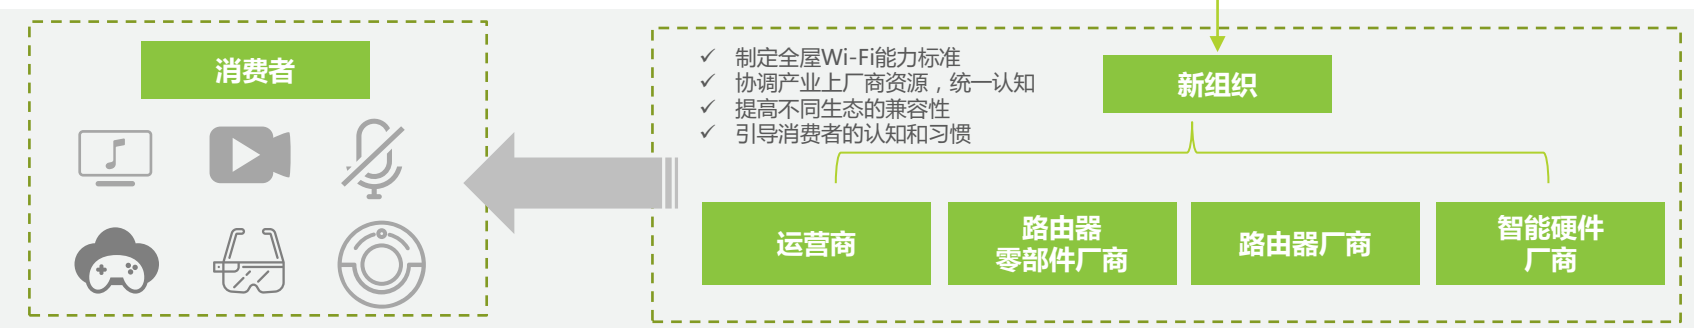 消费者
✓ 制定全屋Wi-Fi能力标准
✓ 协调产业上厂商资源，统一认知
✓ 提高不同生态的兼容性
✓ 引导消费者的认知和习惯
新组织
运营商
路由器
零部件厂商
路由器厂商
智能硬件
厂商